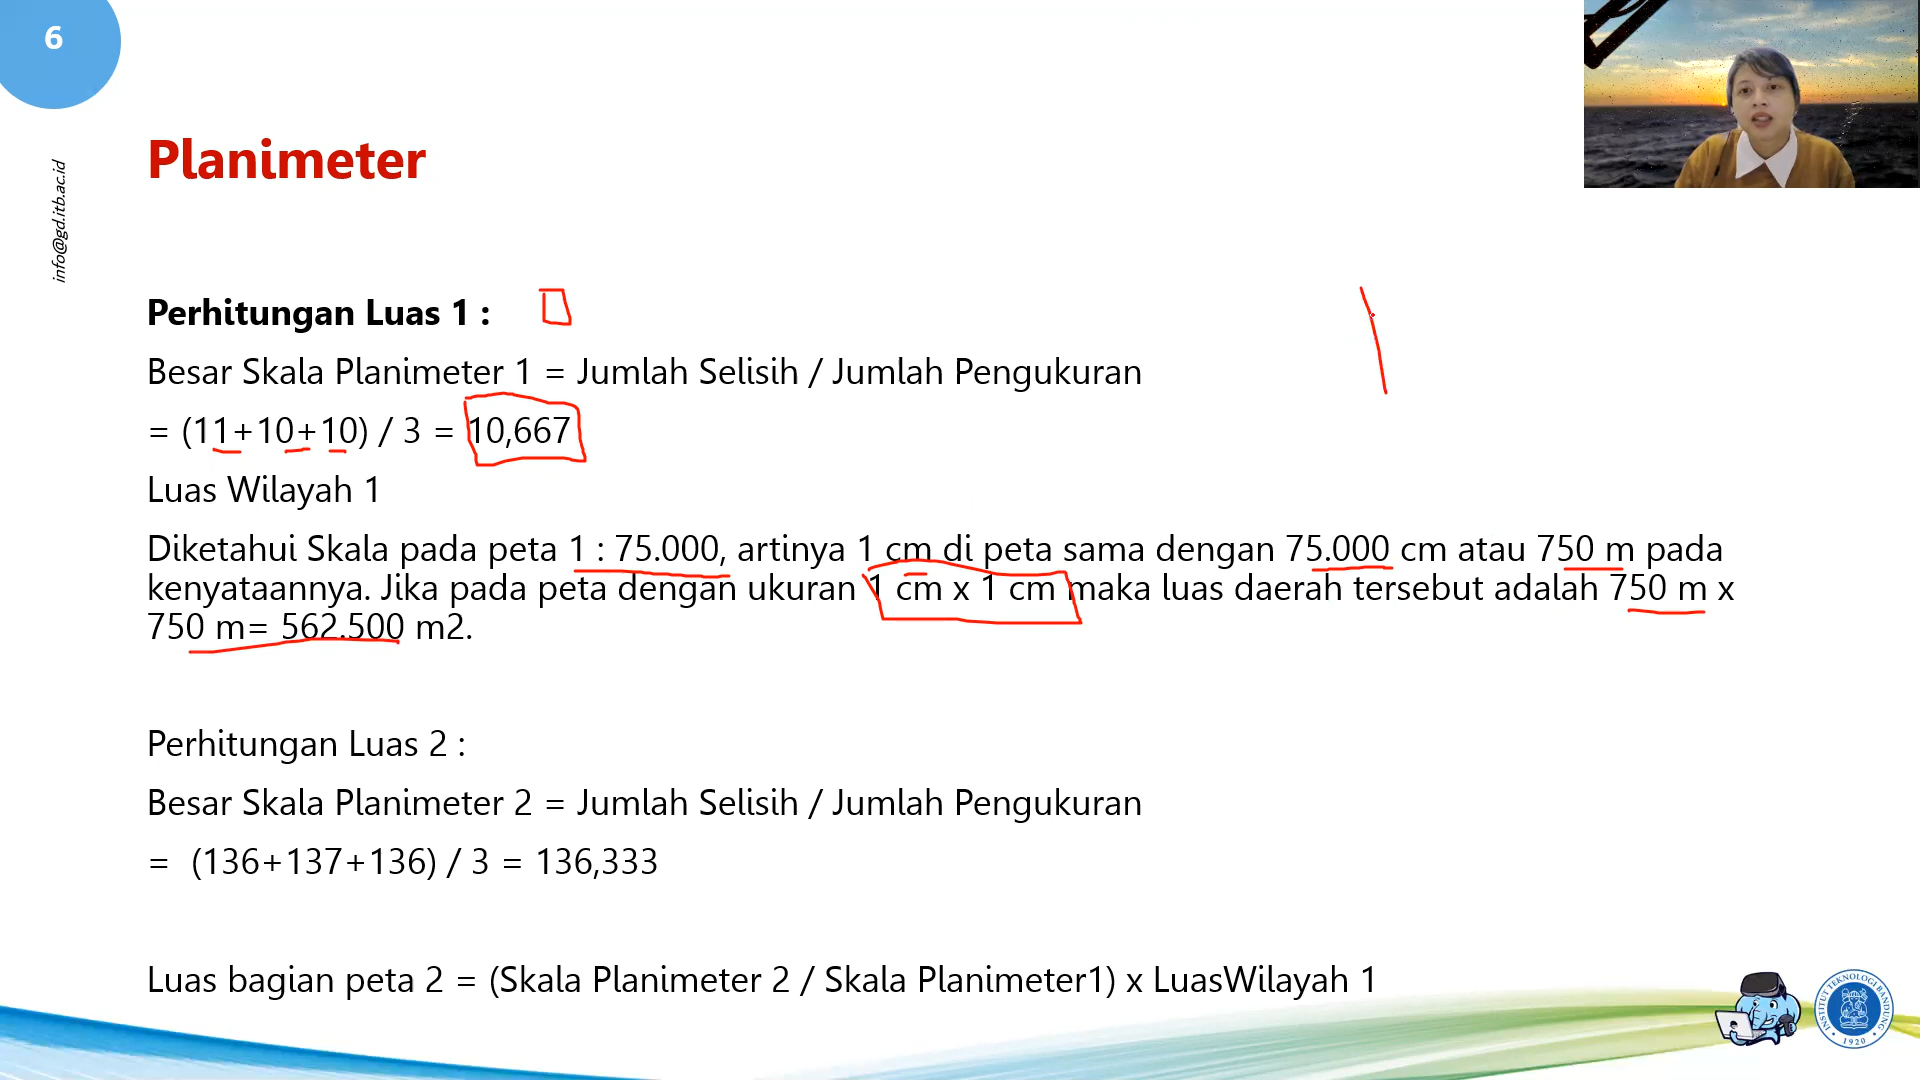 6
info@gd.itb.ac.id
Planimeter
Perhitungan Luas 1 :
Besar Skala Planimeter 1 = Jumlah Selisih / Jumlah Pengukuran
= (11+10+10) / 3 = 10,667
Luas Wilayah 1
Diketahui Skala pada peta 1 : 75.000, artinya 1 cm di peta sama dengan 75.000 cm atau 750 m pada
kenyataannya. Jika pada peta dengan ukuran 1 cm x 1 cm maka luas daerah tersebut adalah 750 m x
750 m= 562.500 m2.
Perhitungan Luas 2 :
Besar Skala Planimeter 2 = Jumlah Selisih / Jumlah Pengukuran
= (136+137+136) / 3 = 136,333
Luas bagian peta 2 = (Skala Planimeter 2 / Skala Planimeter1) x LuasWilayah 1
INSTITUT TEKNOLOGI BANDUNG
1920